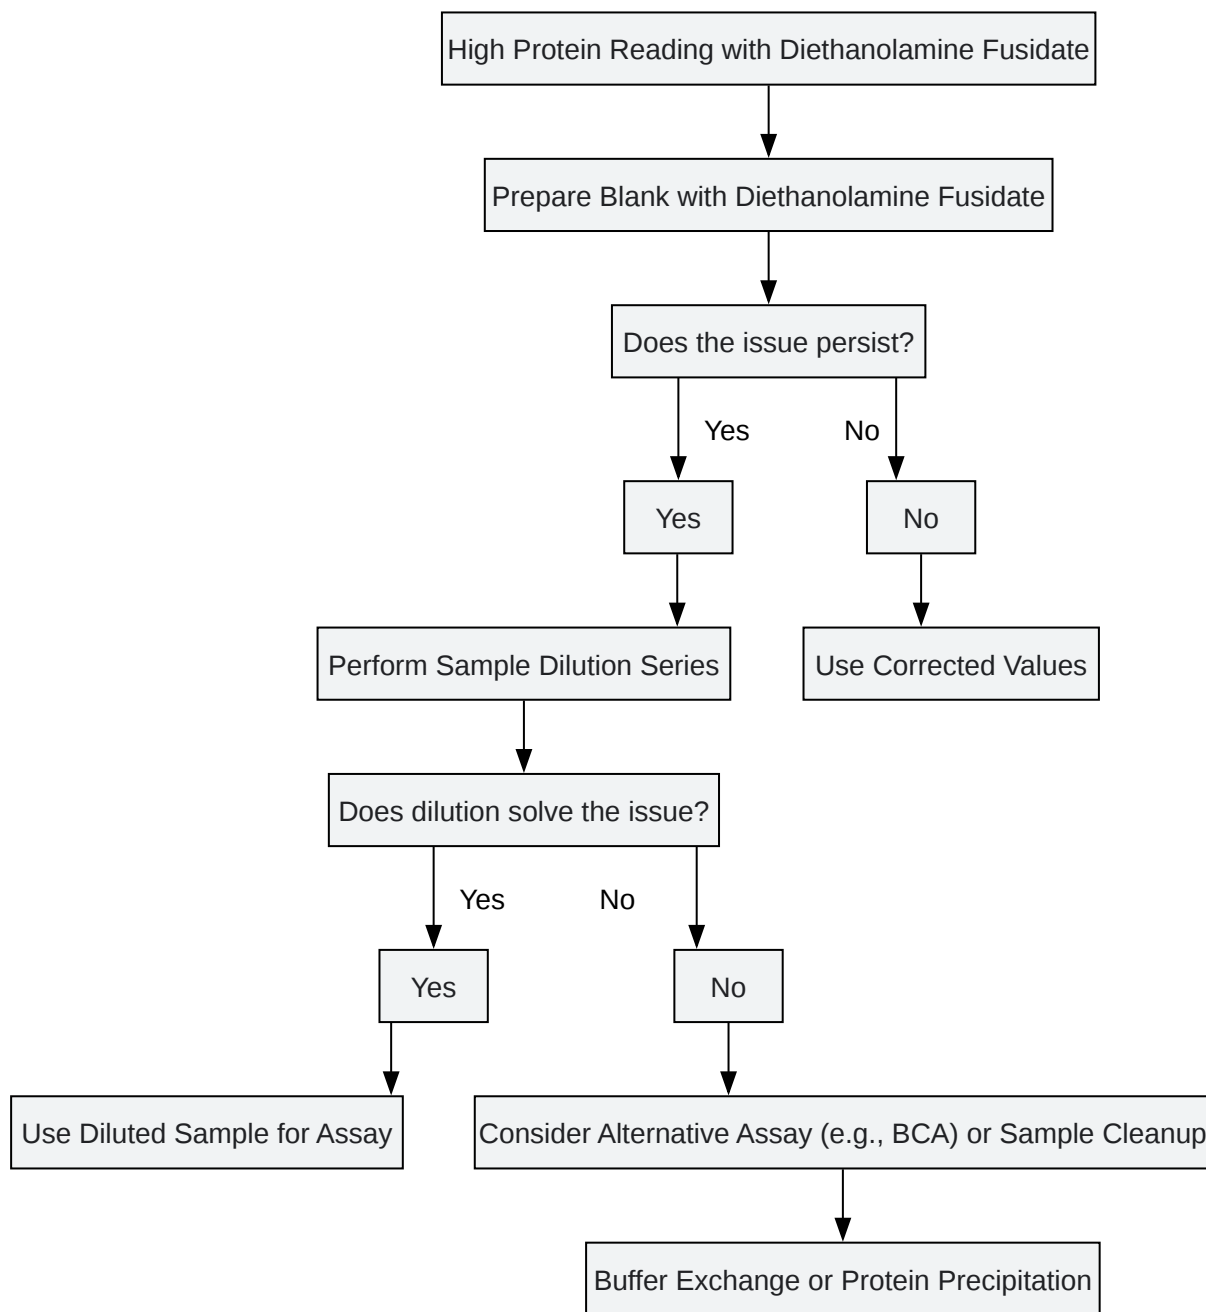 High Protein Reading with Diethanolamine Fusidate
Prepare Blank with Diethanolamine Fusidate
Does the issue persist?
Yes
No
Yes
No
Perform Sample Dilution Series
Use Corrected Values
Does dilution solve the issue?
Yes
No
Yes
No
Use Diluted Sample for Assay
Consider Alternative Assay (e.g., BCA) or Sample Cleanup
Buffer Exchange or Protein Precipitation